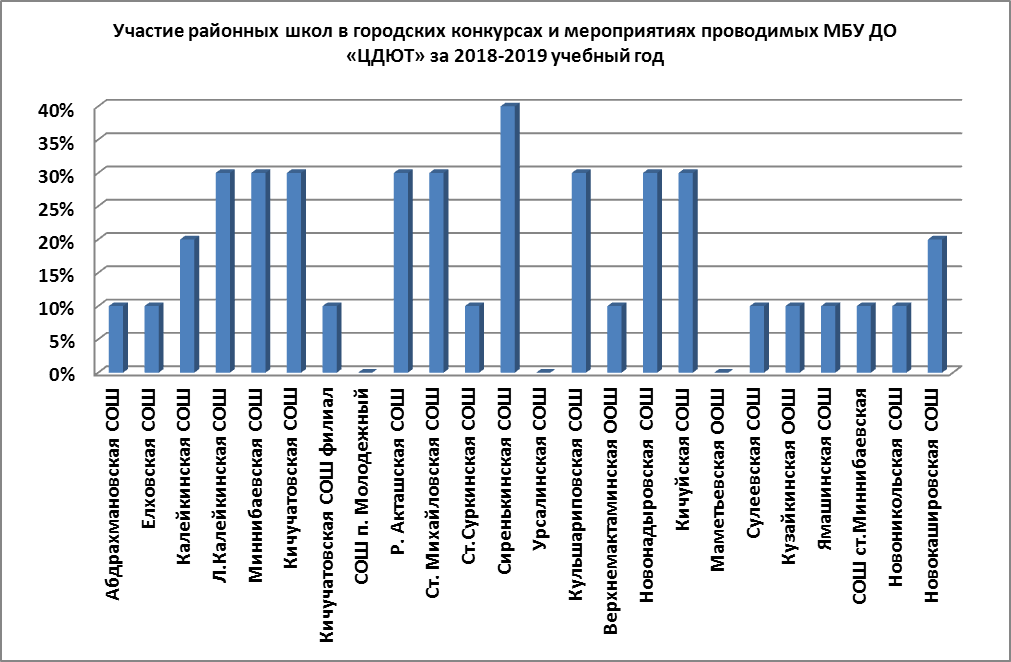 Участие районных школ в городских конкурсах и мероприятиях проводимых МБУ ДО
«ЦДЮТ» за 2018-2019 учебный год
40%
35%
30%
25%
20%
15%
10%
5%
0%
Абдрахмановская СОШ
Елховская СОШ
Калейкинская СОШ
Л.Калейкинская СОШ
Миннибаевская СОШ
Кичучатовская СОШ
Кичучатовская СОШ филиал
СОШ п. Молодежный
Р. Акташская СОШ
Ст. Михайловская СОШ
Ст.Суркинская СОШ
Сиренькинская СОШ
Урсалинская СОШ
Кульшариповская СОШ
Верхнемактаминская ООШ
Новонадыровская СОШ
Кичуйская СОШ
Маметьевская ООШ
Сулеевская СОШ
Кузайкинская ООШ
Ямашинская СОШ
СОШ ст.Миннибаевская
Новоникольская СОШ
Новокашировская СОШ